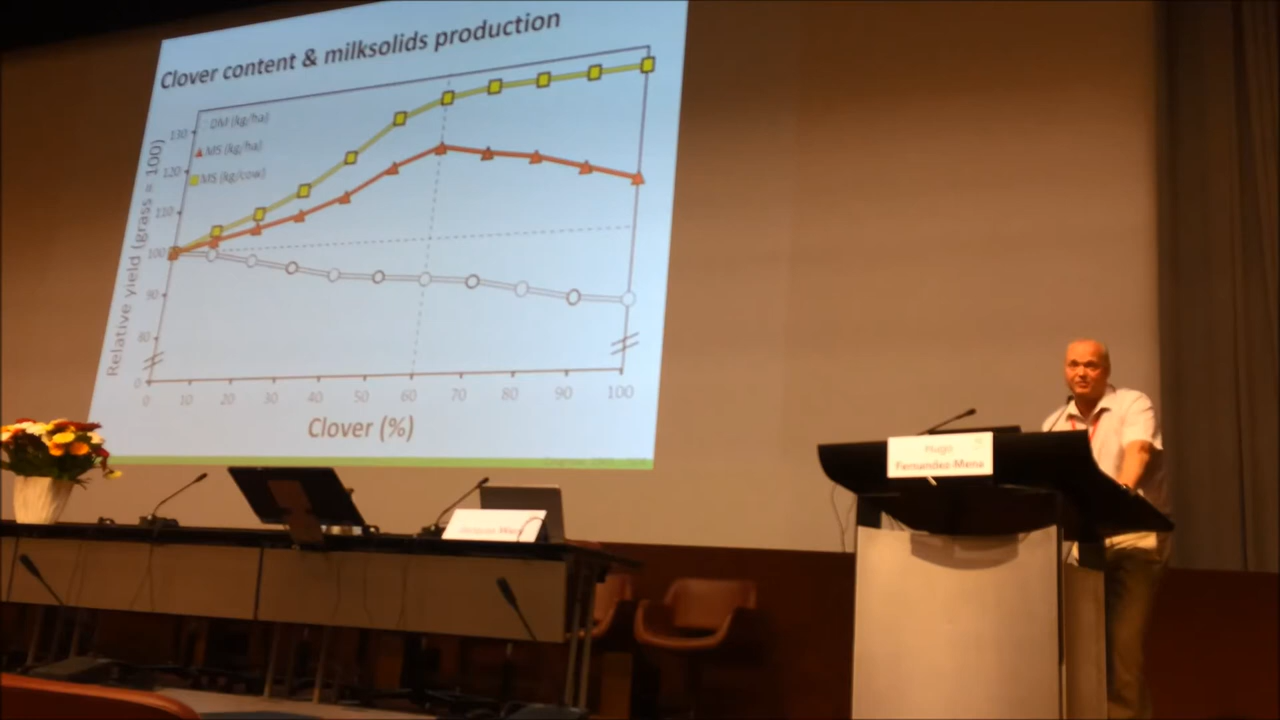 Clover content & milksolids production
DM (kg/ha)
MS (kg/ha)
MS (kg/cow)
Relative yield (grass = 100)
130
120
110
100
90
80
0
0 10 20 30 40 50 60 70 80 90 100
Clover (%)
Hugo
Fernandez Mena